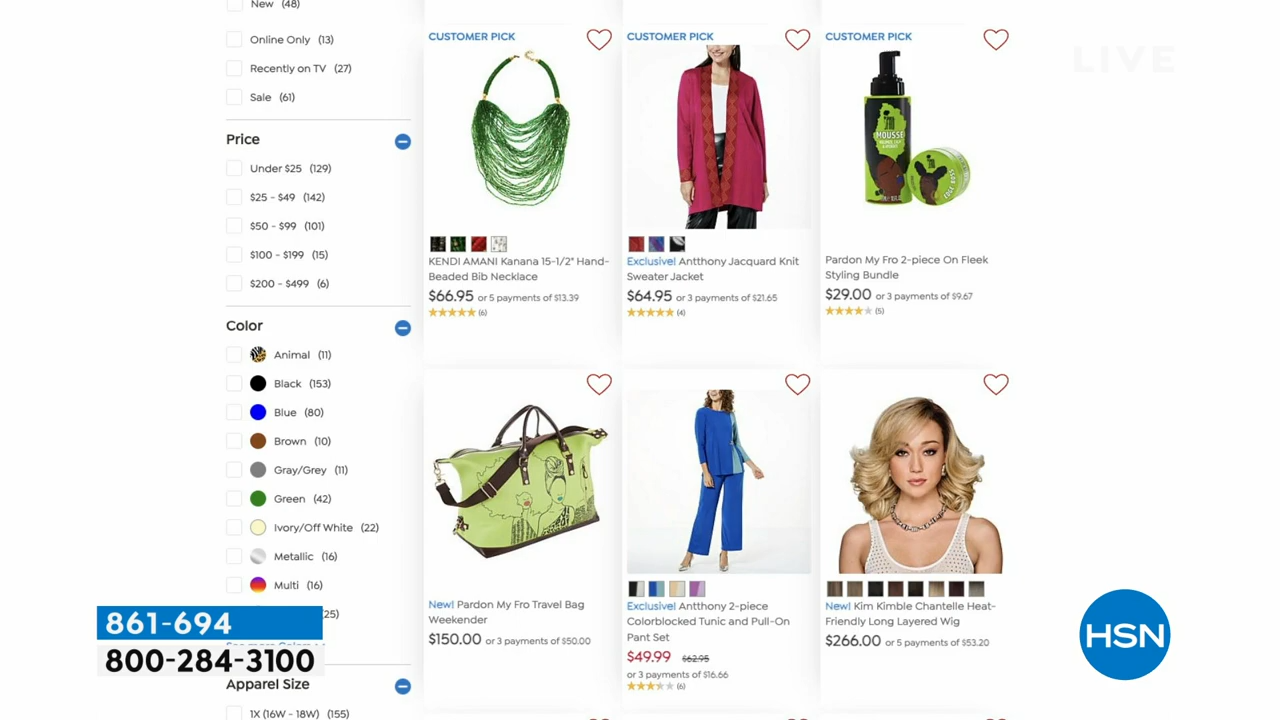 New (48)
Online Only (13)
Recently on TV (27)
Sale (61)
Price
Under $25 (129)
$25 - $49 (142)
$50 - $99 (101)
$100 - $199 (15)
$200 - $499 (6)
Color
Animal (11)
Black (153)
Blue (80)
Brown (10)
Gray/Grey (11)
Green (42)
Ivory/Off White (22)
Metallic (16)
Multi (16)
(25)
861-694
800-284-3100
Apparel Size
1X (16W - 18W) (155)
CUSTOMER PICK
KENDI AMANI Kanana 15-1/2" Hand-
Beaded Bib Necklace
$66.95 or 5 payments of $13.39
(6)
CUSTOMER PICK
Exclusive! Antthony Jacquard Knit
Sweater Jacket
$64.95 or 3 payments of $21.65
(4)
CUSTOMER PICK
MOUSSE
Pardon My Fro 2-piece On Fleek
Styling Bundle
$29.00 or 3 payments of $9.67
(5)
New! Pardon My Fro Travel Bag
Weekender
$150.00 or 3 payments of $50.00
Exclusive! Antthony 2-piece
Colorblocked Tunic and Pull-On
Pant Set
$49.99 $62.95
or 3 payments of $16.66
(6)
New! Kim Kimble Chantelle Heat-
Friendly Long Layered Wig
$266.00 or 5 payments of $53.20
LIVE
HSN